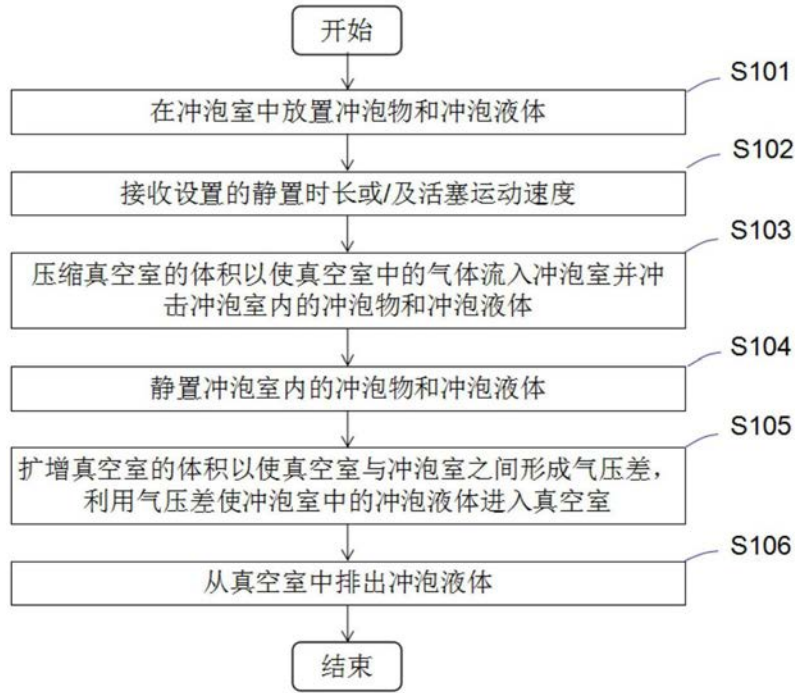 开始
S101
在冲泡室中放置冲泡物和冲泡液体
S102
接收设置的静置时长或/及活塞运动速度
S103
压缩真空室的体积以使真空室中的气体流入冲泡室并冲
击冲泡室内的冲泡物和冲泡液体
S104
静置冲泡室内的冲泡物和冲泡液体
S105
扩增真空室的体积以使真空室与冲泡室之间形成气压差，
利用气压差使冲泡室中的冲泡液体进入真空室
S106
从真空室中排出冲泡液体
结束